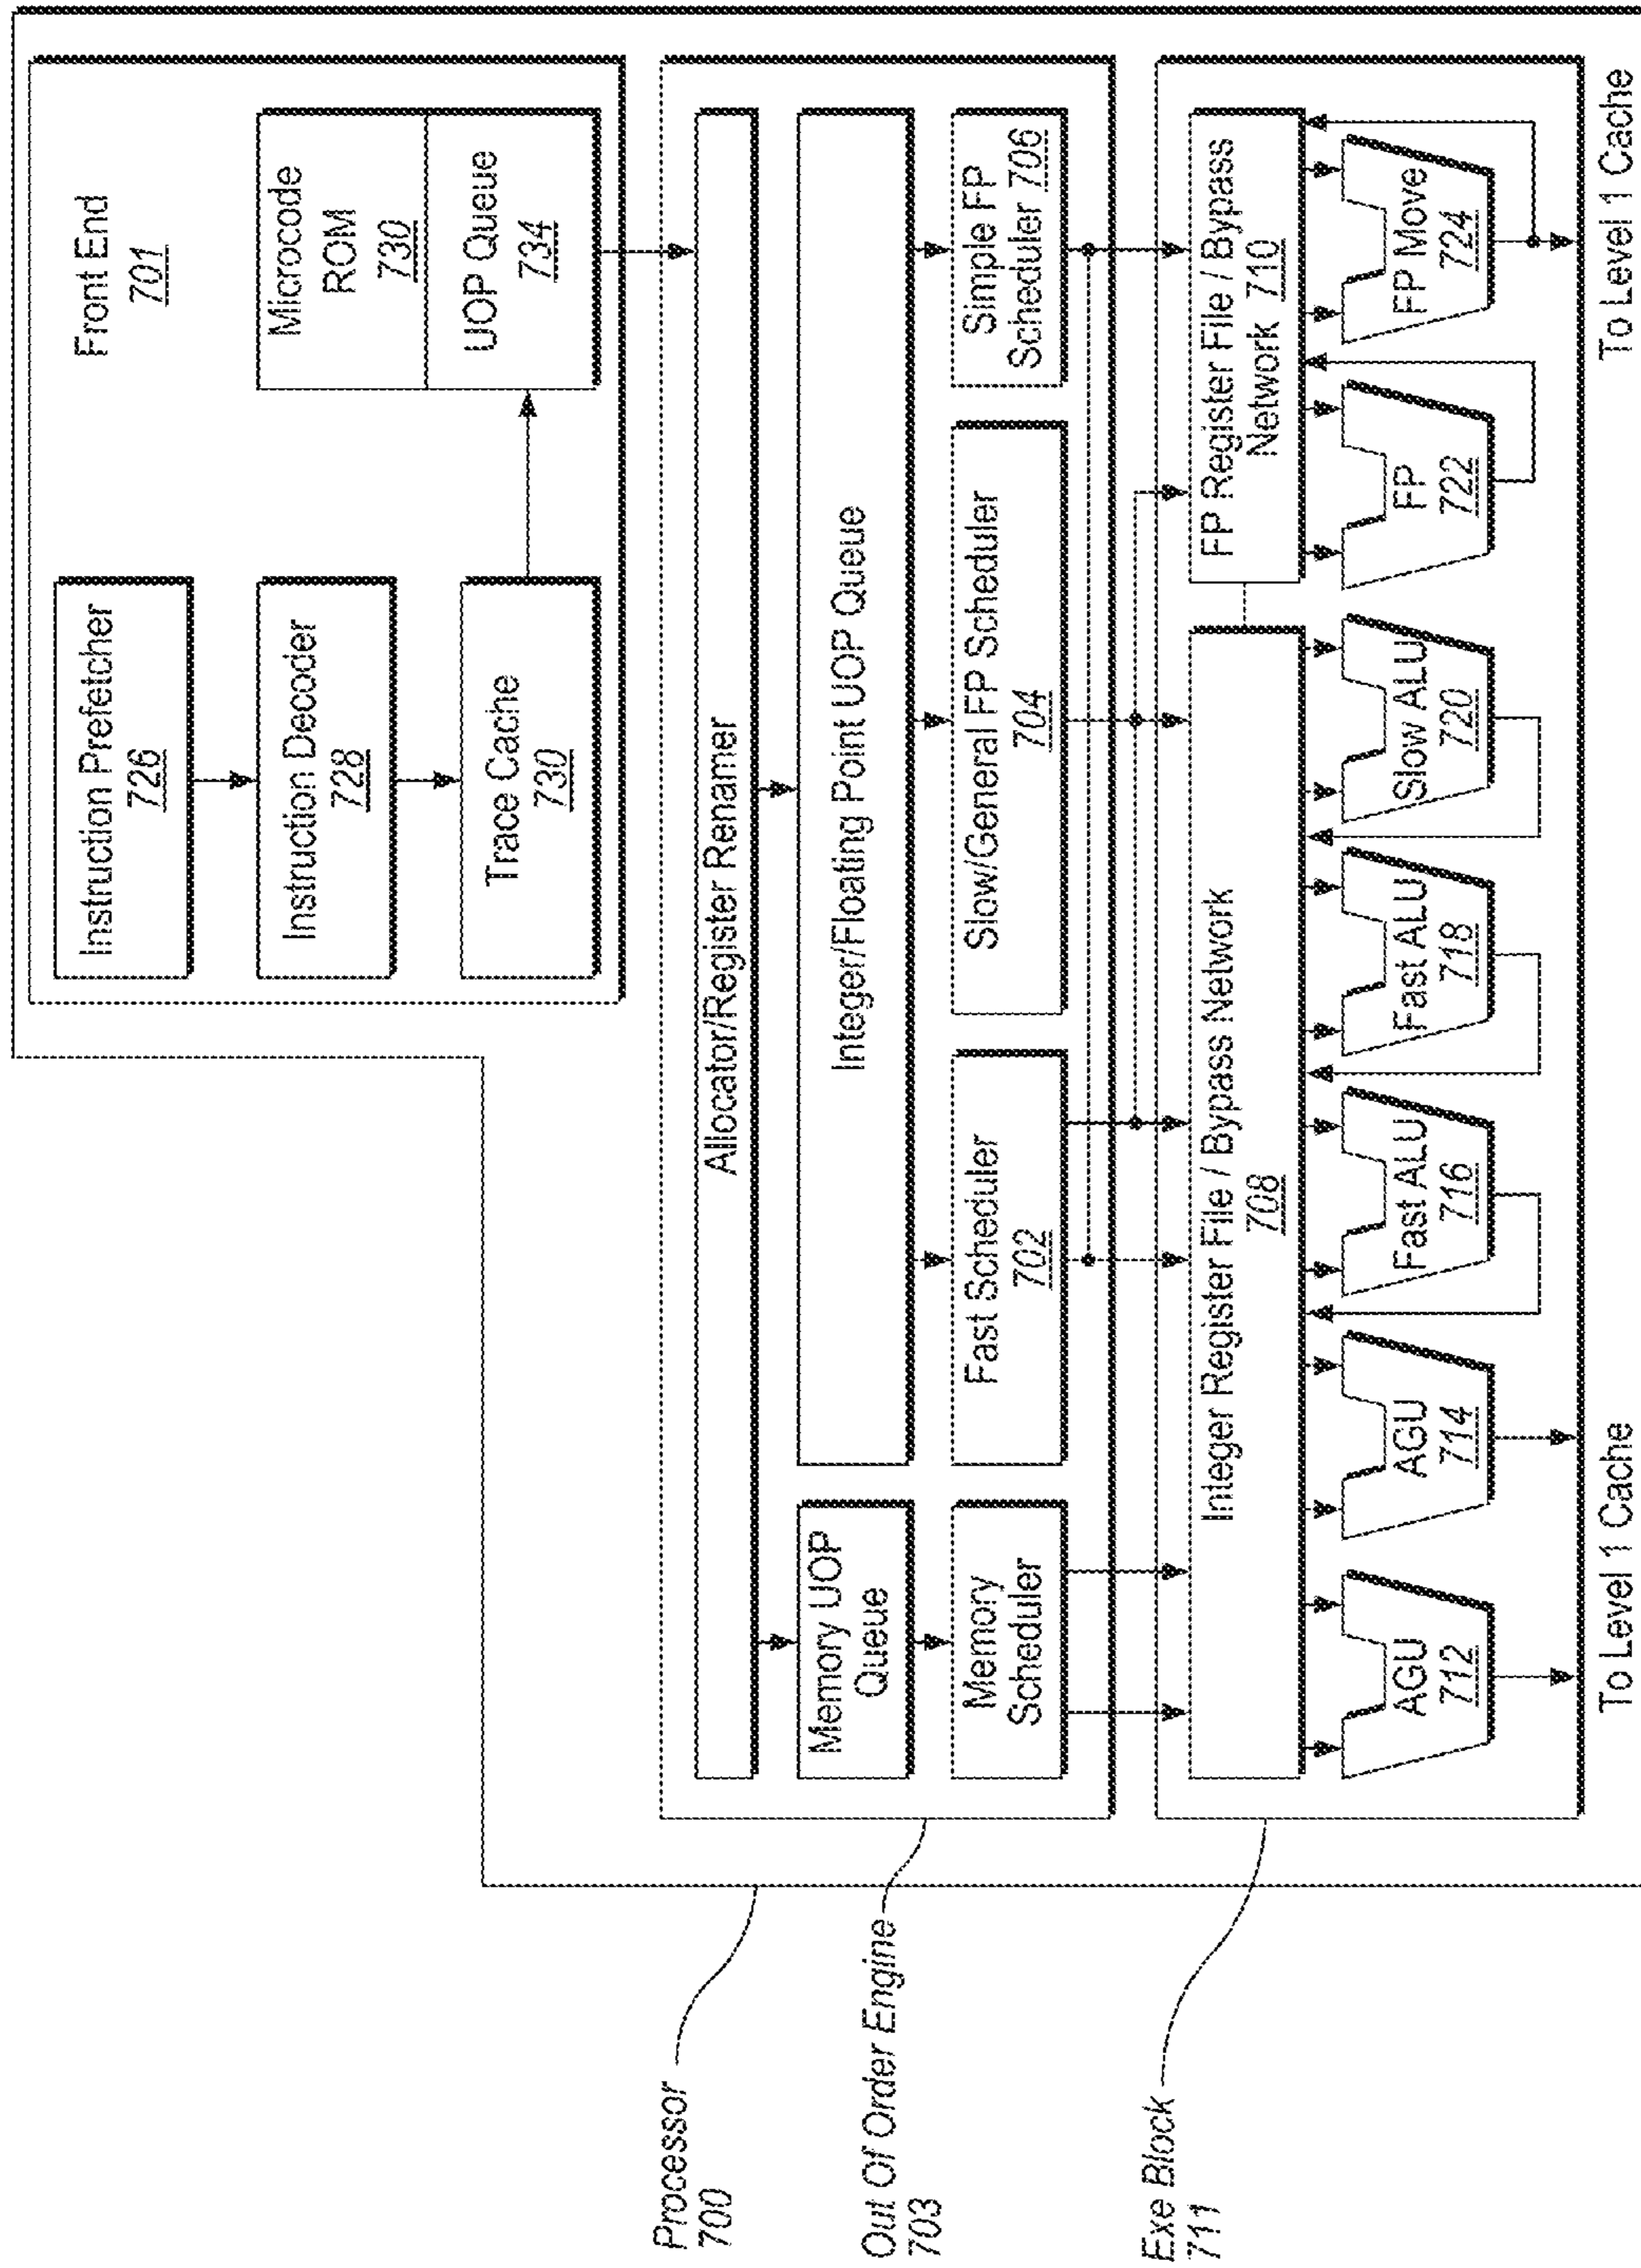 Front End
701
Instruction Prefetcher
726
Instruction Decoder
728
Trace Cache
730
Microcode
ROM
730
UOP Queue
734
Processor
700
Out Of Order Engine
703
Allocator/Register Renamer
Memory UOP
Queue
Integer/Floating Point UOP Queue
Memory
Scheduler
Fast Scheduler
702
Slow/General FP Scheduler
704
Simple FP
Scheduler 706
Exe Block
711
Integer Register File / Bypass Network
708
FP Register File / Bypass
Network 710
AGU
712
AGU
714
Fast ALU
716
Fast ALU
718
Slow ALU
720
FP
722
FP Move
724
To Level 1 Cache
To Level 1 Cache